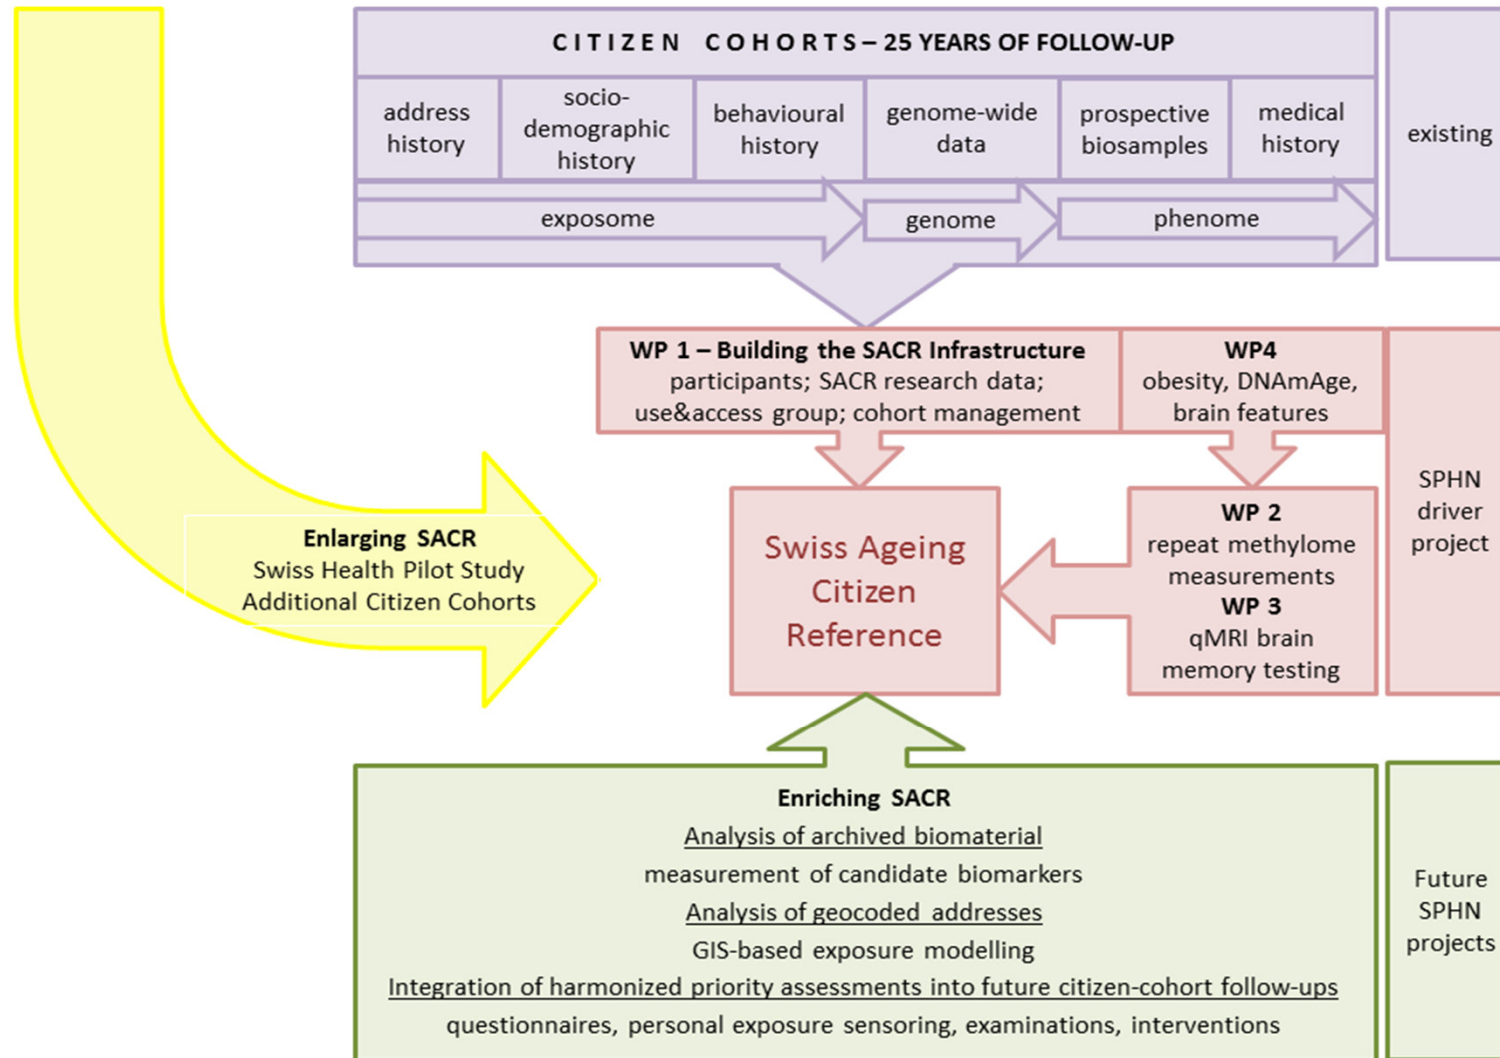 C I T I Z E N   C O H O R T S – 25 YEARS OF FOLLOW-UP
address
history
socio-
demographic
history
behavioural
history
genome-wide
data
prospective
biosamples
medical
history
existing
exposome
genome
phenome
WP 1 – Building the SACR Infrastructure
participants; SACR research data;
use&access group; cohort management
WP4
obesity, DNAmAge,
brain features
SPHN
driver
project
Enlarging SACR
Swiss Health Pilot Study
Additional Citizen Cohorts
Swiss Ageing
Citizen
Reference
WP 2
repeat methylome
measurements
WP 3
qMRI brain
memory testing
Enriching SACR
Analysis of archived biomaterial
measurement of candidate biomarkers
Analysis of geocoded addresses
GIS-based exposure modelling
Integration of harmonized priority assessments into future citizen-cohort follow-ups
questionnaires, personal exposure sensoring, examinations, interventions
Future
SPHN
projects